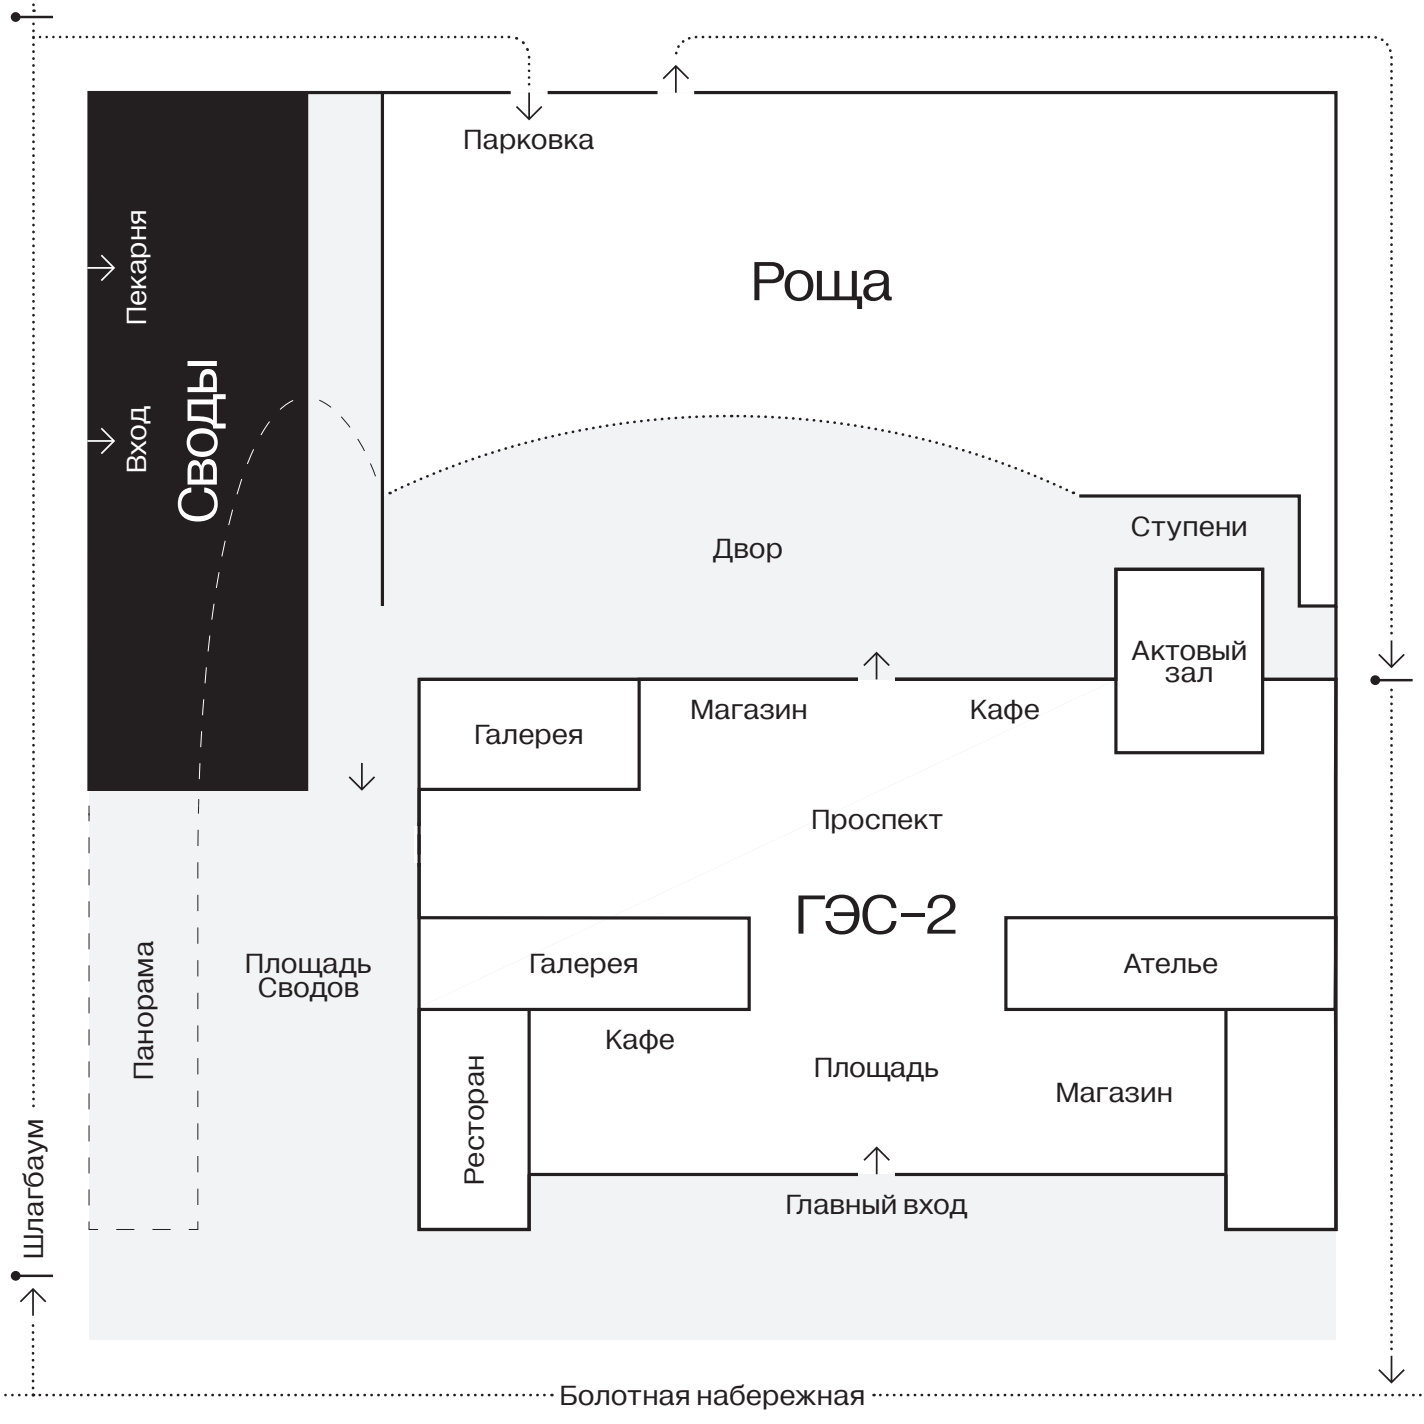 Парковка
Роща
Пекарня
Вход
Своды
Двор
Ступени
Актовый
зал
Магазин
Кафе
Галерея
Проспект
ГЭС–2
Галерея
Ателье
Площадь
Сводов
Панорама
Кафе
Площадь
Магазин
Ресторан
Главный вход
Шлагбаум
Болотная набережная